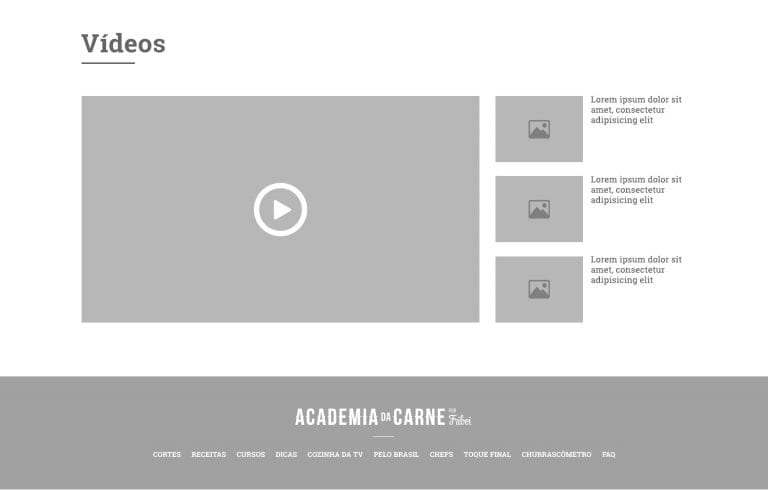 Vídeos
Lorem ipsum dolor sit
amet, consectetur
adipisicing elit
Lorem ipsum dolor sit
amet, consectetur
adipisicing elit
Lorem ipsum dolor sit
amet, consectetur
adipisicing elit
ACADEMIA DA CARNE POR Friboi
CORTES RECEITAS CURSOS DICAS COZINHA DA TV PELO BRASIL CHEFS TOQUE FINAL CHURRASCÔMETRO FAQ